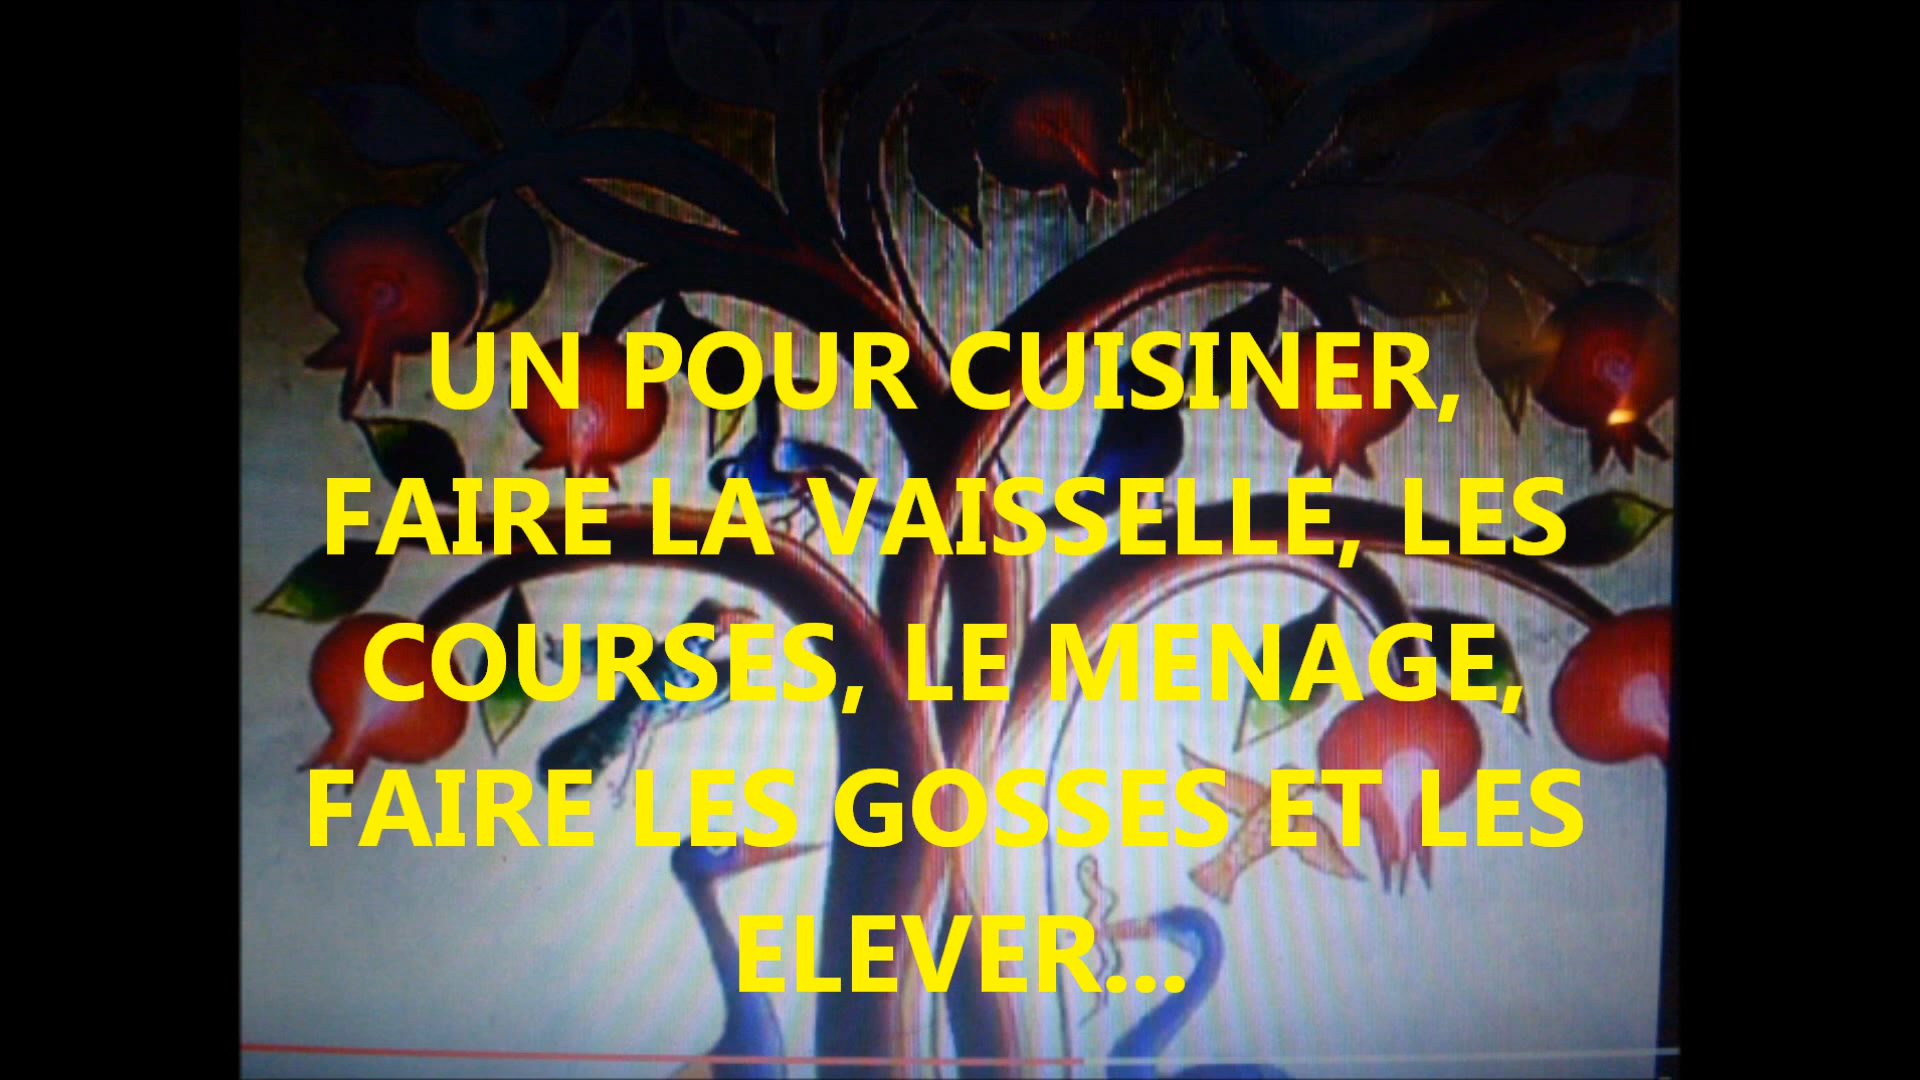 UN POUR CUISINER,
FAIRE LA VAISSELLE, LES
COURSES, LE MENAGE,
FAIRE LES GOSSES ET LES
ELEVER...